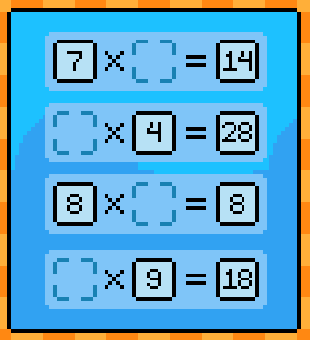 7 × = 14
× 4 = 28
8 × = 8
× 9 = 18